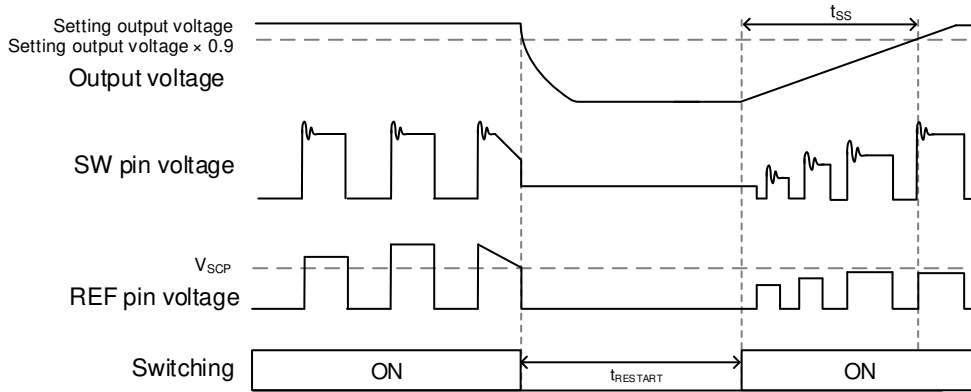 Setting output voltage
Setting output voltage × 0.9
Output voltage
tSS
SW pin voltage
VSCP
REF pin voltage
Switching
ON
tRESTART
ON